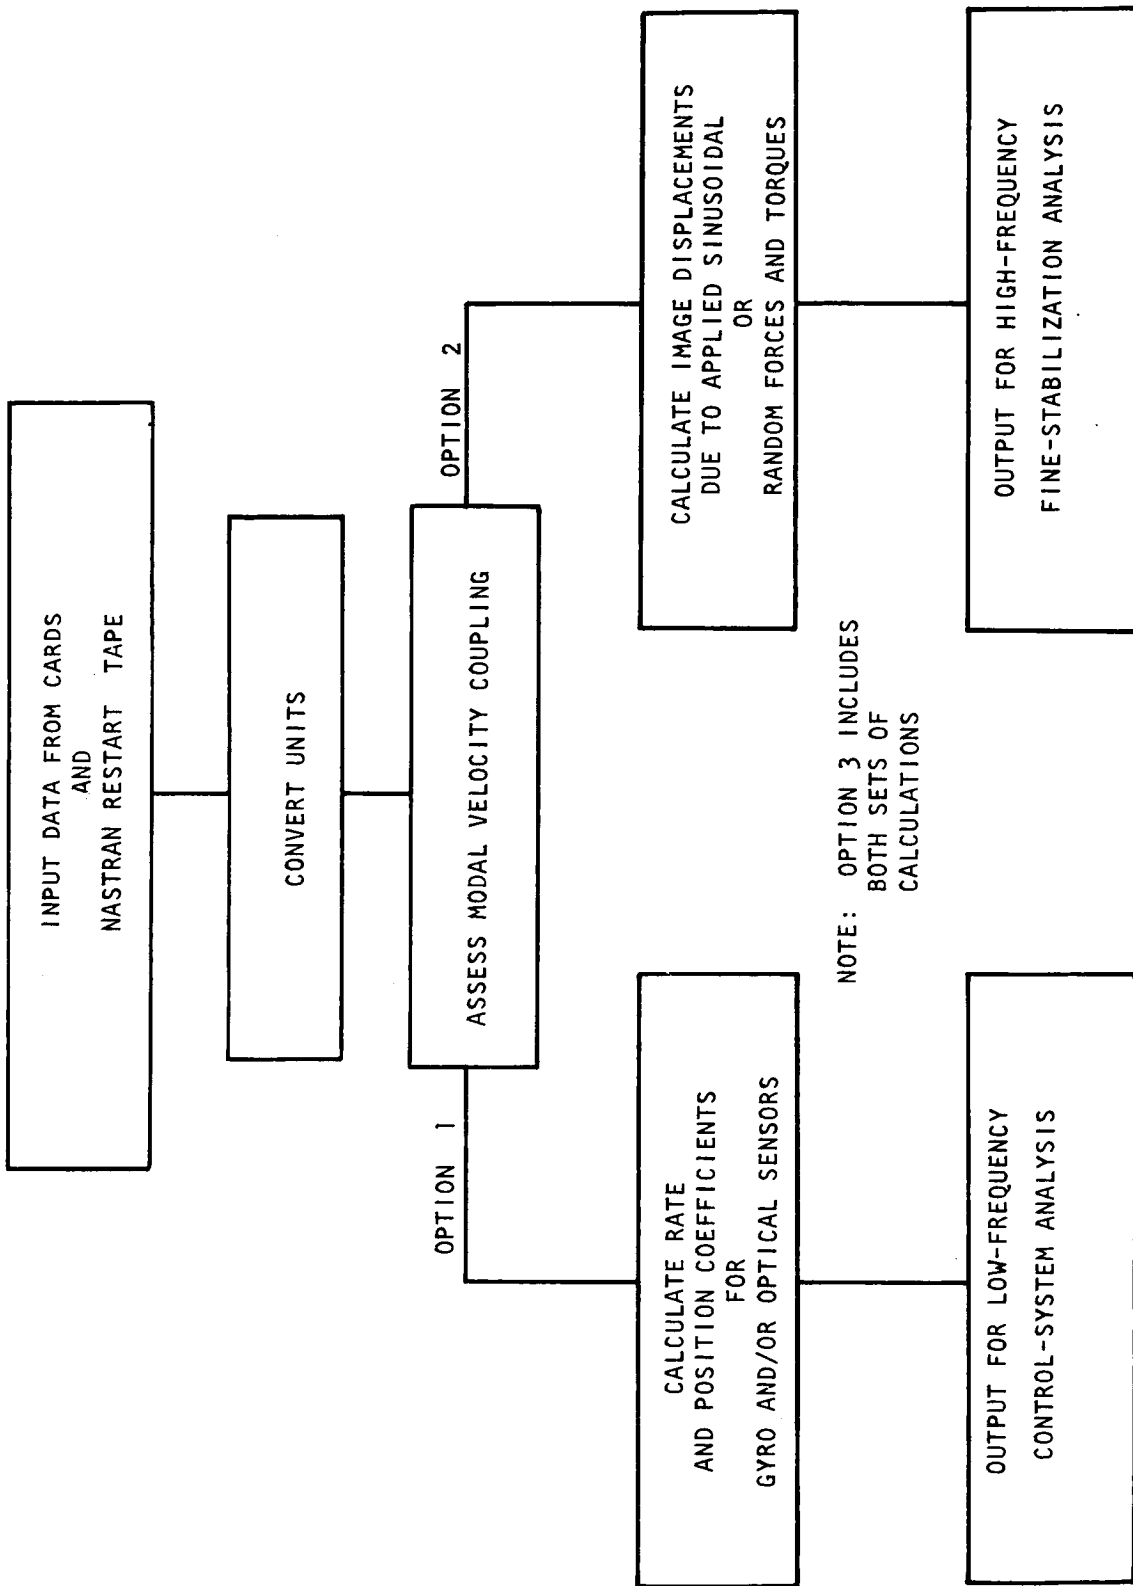 INPUT DATA FROM CARDS
AND
NASTRAN RESTART TAPE
CONVERT UNITS
ASSESS MODAL VELOCITY COUPLING
OPTION 1
OPTION 2
CALCULATE RATE
AND POSITION COEFFICIENTS
FOR
GYRO AND/OR OPTICAL SENSORS
CALCULATE IMAGE DISPLACEMENTS
DUE TO APPLIED SINUSOIDAL
OR
RANDOM FORCES AND TORQUES
NOTE: OPTION 3 INCLUDES
BOTH SETS OF
CALCULATIONS
OUTPUT FOR LOW-FREQUENCY
CONTROL-SYSTEM ANALYSIS
OUTPUT FOR HIGH-FREQUENCY
FINE-STABILIZATION ANALYSIS